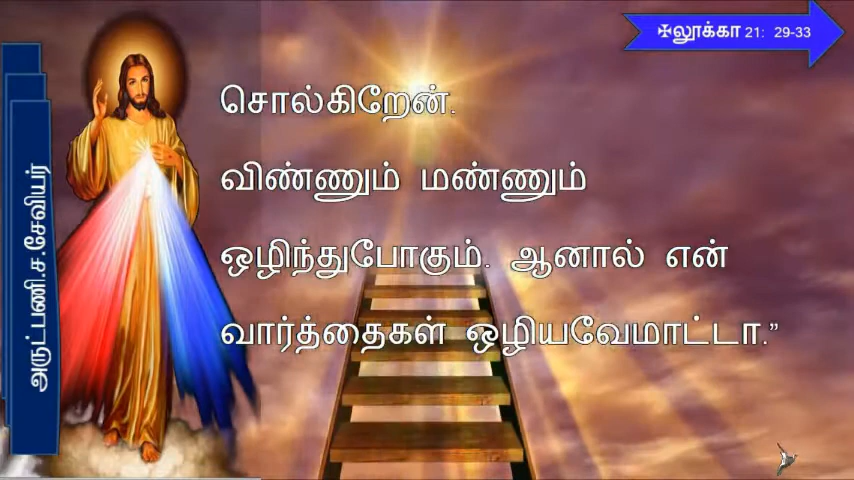 ✠லூக்கா 21: 29-33
சொல்கிறேன்.
விண்ணும் மண்ணும்
ஒழிந்துபோகும். ஆனால் என்
வார்த்தைகள் ஒழியவேமாட்டா.”
அருட்பணி.ச.சேவியர்